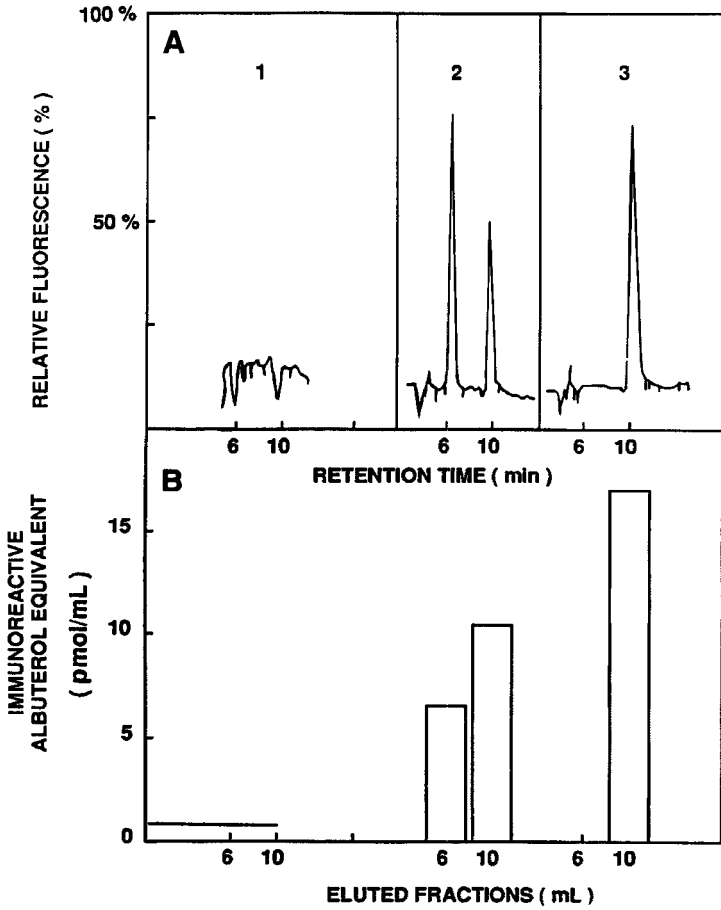 100 %
A
1
2
3
50 %
RELATIVE FLUORESCENCE ( % )
6 10 6 10 6 10
RETENTION TIME ( min )
B
15
10
5
0
IMMUNOREACTIVE
ALBUTEROL EQUIVALENT
( pmol/mL )
6 10 6 10 6 10
ELUTED FRACTIONS ( mL )